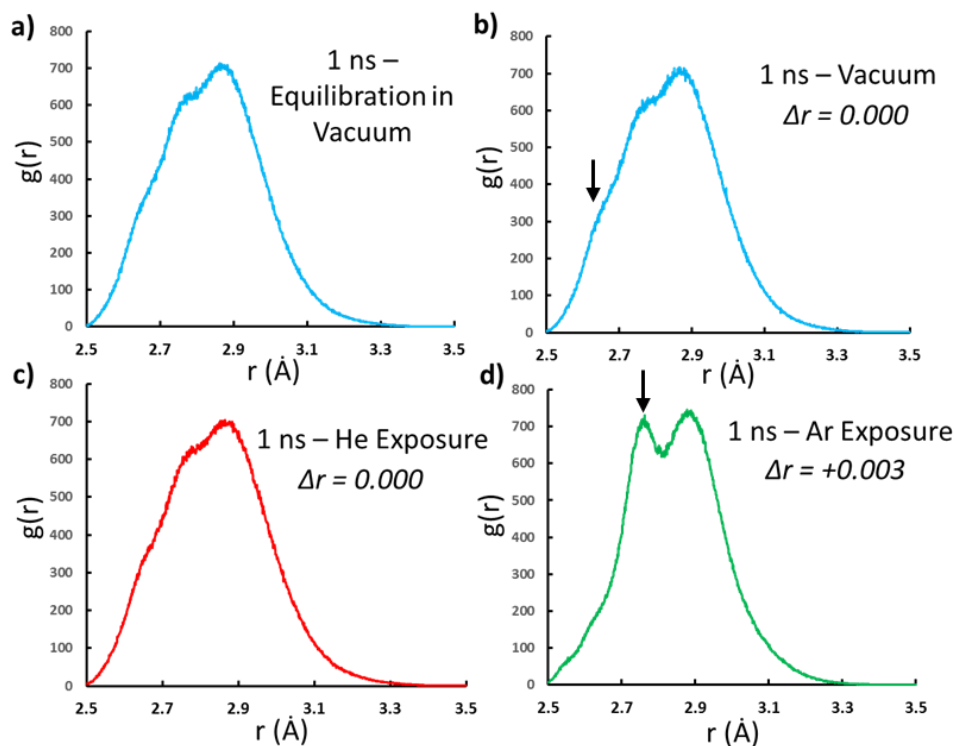 a)
1 ns –
Equilibration in
Vacuum
g(r)
800
700
600
500
400
300
200
100
0
2.5 2.7 2.9 3.1 3.3 3.5
r (Å)
b)
1 ns – Vacuum
Δr = 0.000
g(r)
800
700
600
500
400
300
200
100
0
2.5 2.7 2.9 3.1 3.3 3.5
r (Å)
c)
1 ns – He Exposure
Δr = 0.000
g(r)
800
700
600
500
400
300
200
100
0
2.5 2.7 2.9 3.1 3.3 3.5
r (Å)
d)
1 ns – Ar Exposure
Δr = +0.003
g(r)
800
700
600
500
400
300
200
100
0
2.5 2.7 2.9 3.1 3.3 3.5
r (Å)